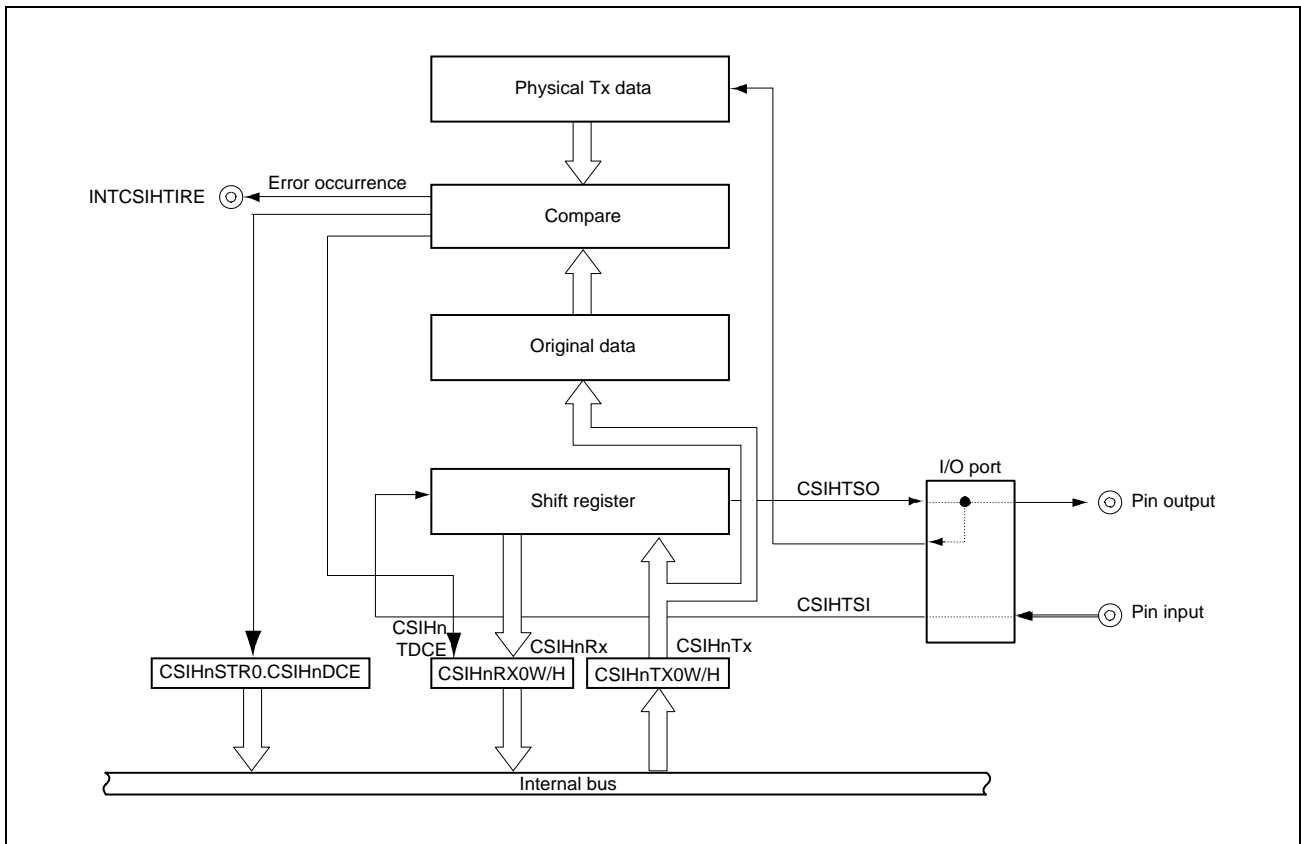 Physical Tx data
Error occurrence
INTCSIHTIRE
Compare
Original data
I/O port
Shift register
CSIHTSO
Pin output
CSIHTSI
Pin input
CSIHn
TDCE
CSIHnRx
CSIHnTx
CSIHnSTR0.CSIHnDCE
CSIHnRX0W/H
CSIHnTX0W/H
Internal bus